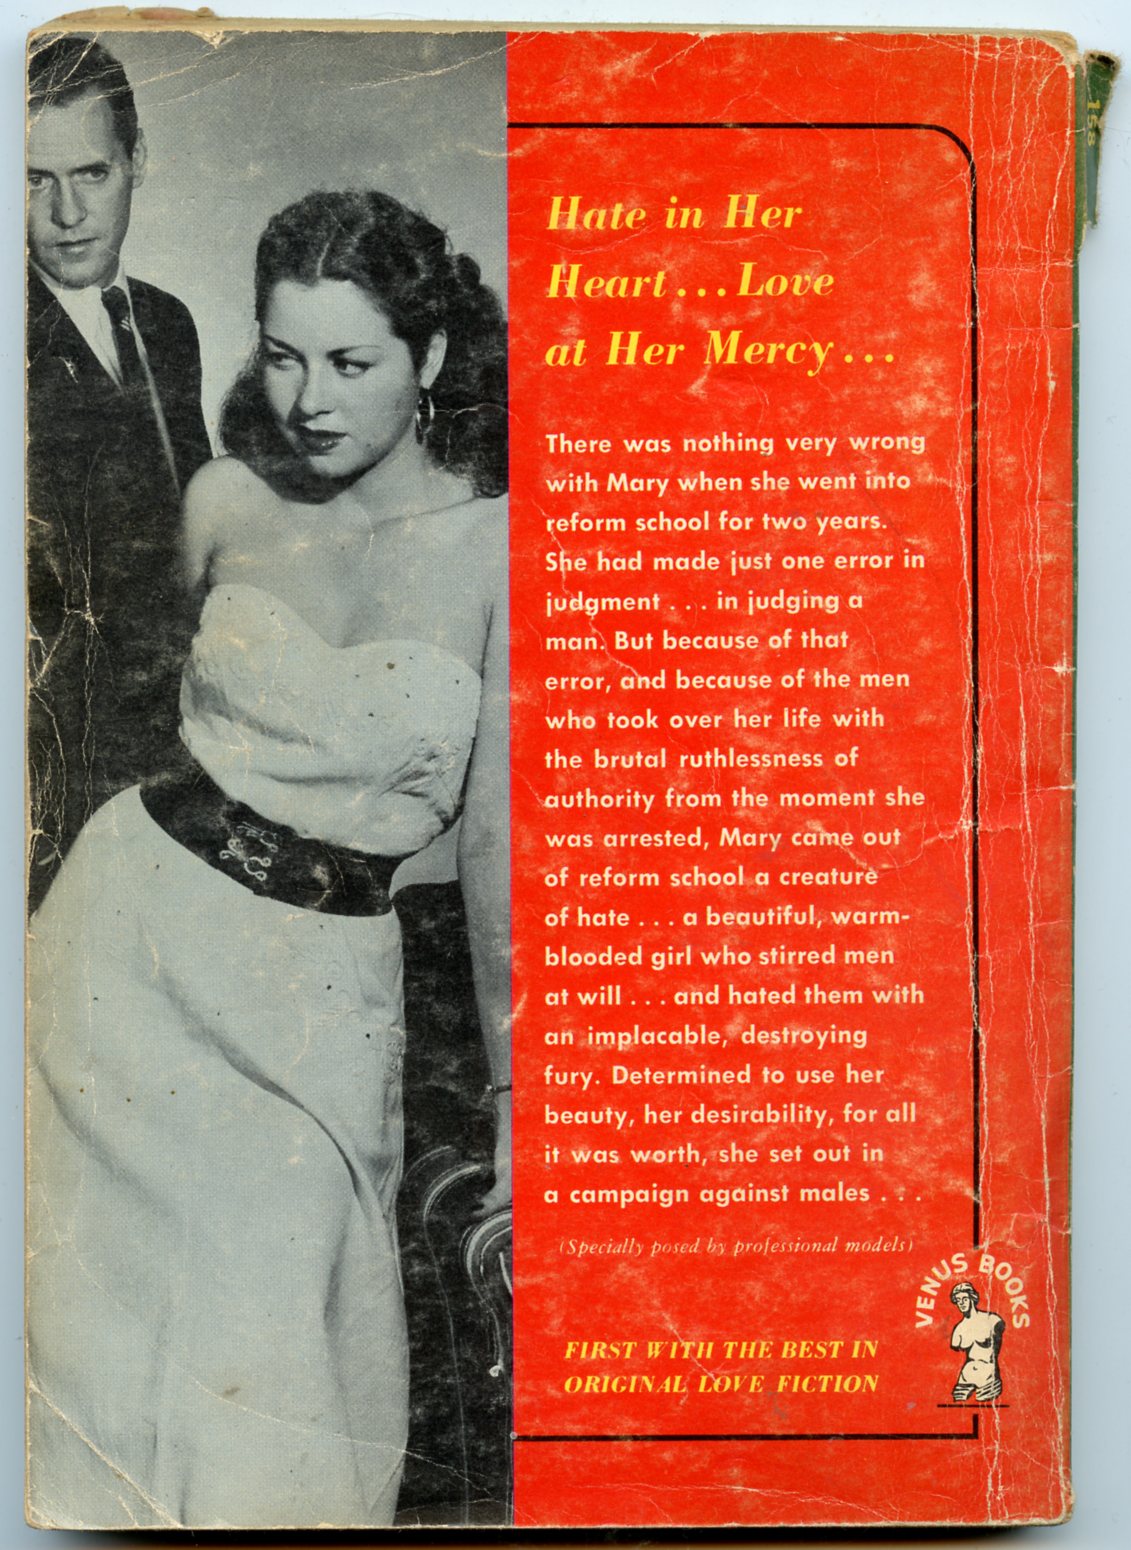 Hate in Her
Heart...Love
at Her Mercy...
There was nothing very wrong
with Mary when she went into
reform school for two years.
She had made just one error in
judgment . . . in judging a
man. But because of that
error, and because of the men
who took over her life with
the brutal ruthlessness of
authority from the moment she
was arrested, Mary came out
of reform school a creature
of hate . . . a beautiful, warm-
blooded girl who stirred men
at will . . . and hated them with
an implacable, destroying
fury. Determined to use her
beauty, her desirability, for all
it was worth, she set out in
a campaign against males . . .
(Specially posed by professional models)
VENUS BOOKS
FIRST WITH THE BEST IN
ORIGINAL LOVE FICTION